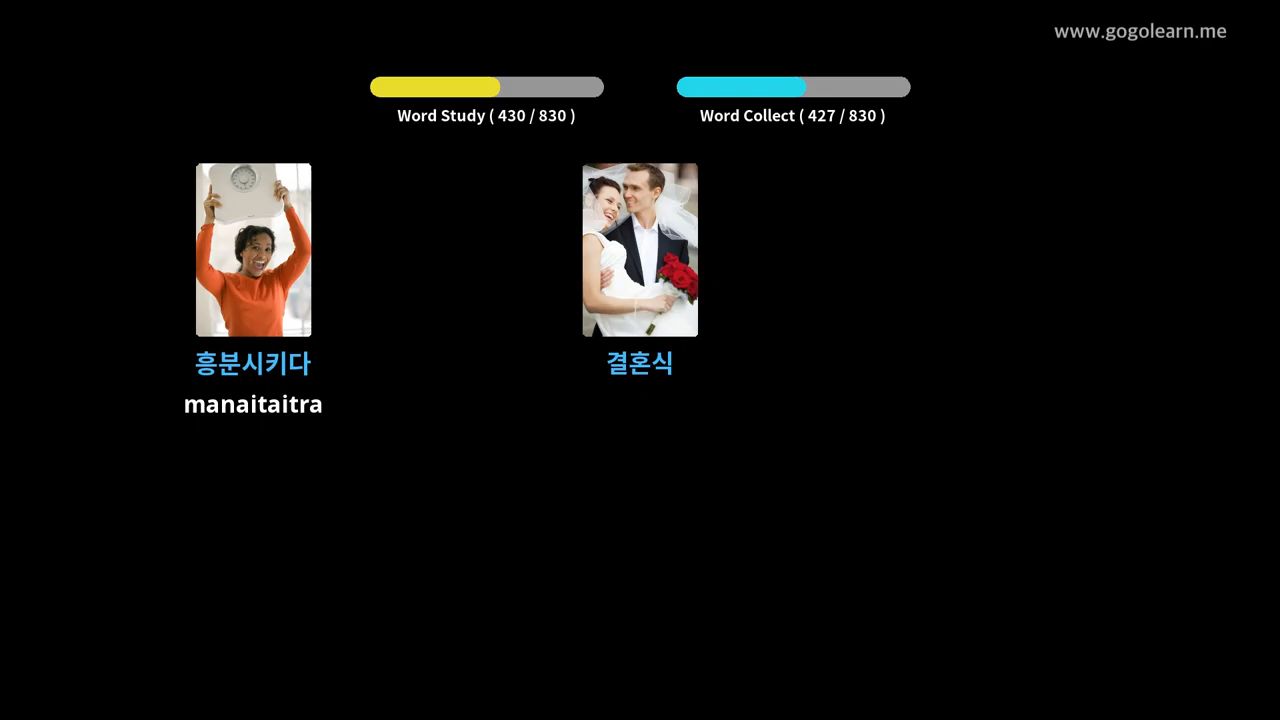 www.gogolearn.me
Word Study ( 430 / 830 )
Word Collect ( 427 / 830 )
흥분시키다
결혼식
manaitaitra